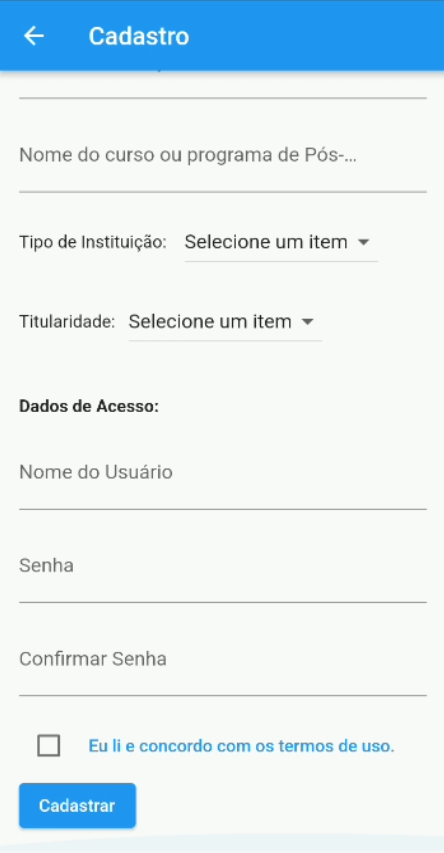 Cadastro
Nome do curso ou programa de Pós-...
Tipo de Instituição: Selecione um item
Titularidade: Selecione um item
Dados de Acesso:
Nome do Usuário
Senha
Confirmar Senha
Eu li e concordo com os termos de uso.
Cadastrar